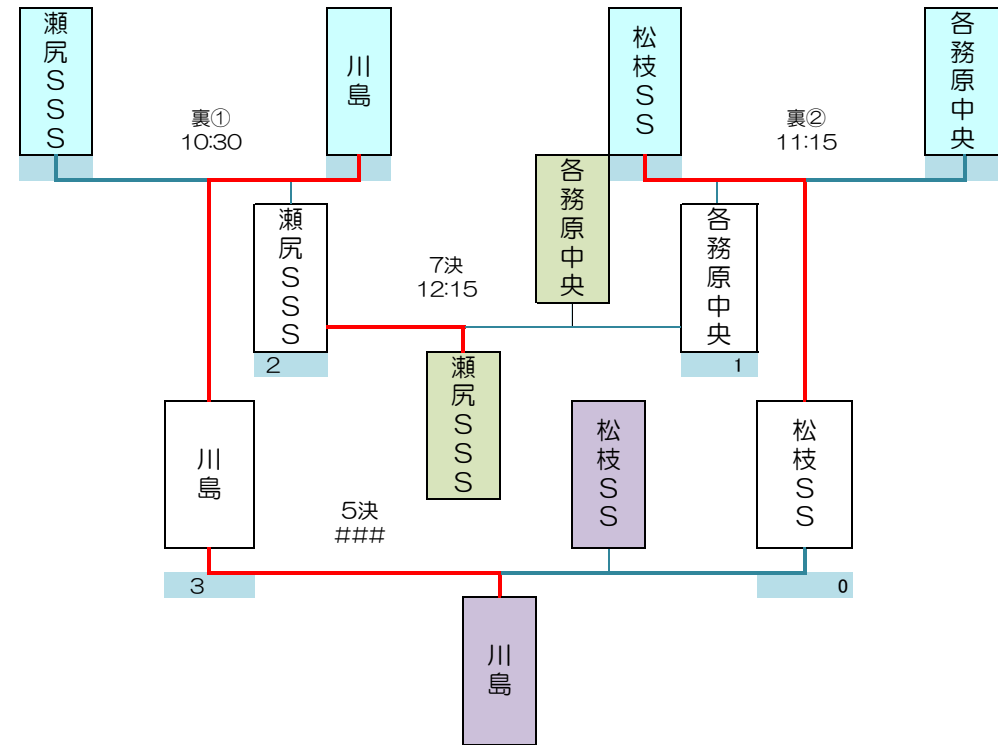 瀬尻SSS
川島
松枝SS
各務原中央
裏①
10:30
裏②
11:15
各務原中央
瀬尻SSS
各務原中央
7決
12:15
2
1
瀬尻SSS
川島
松枝SS
松枝SS
5決
###
3
0
川島